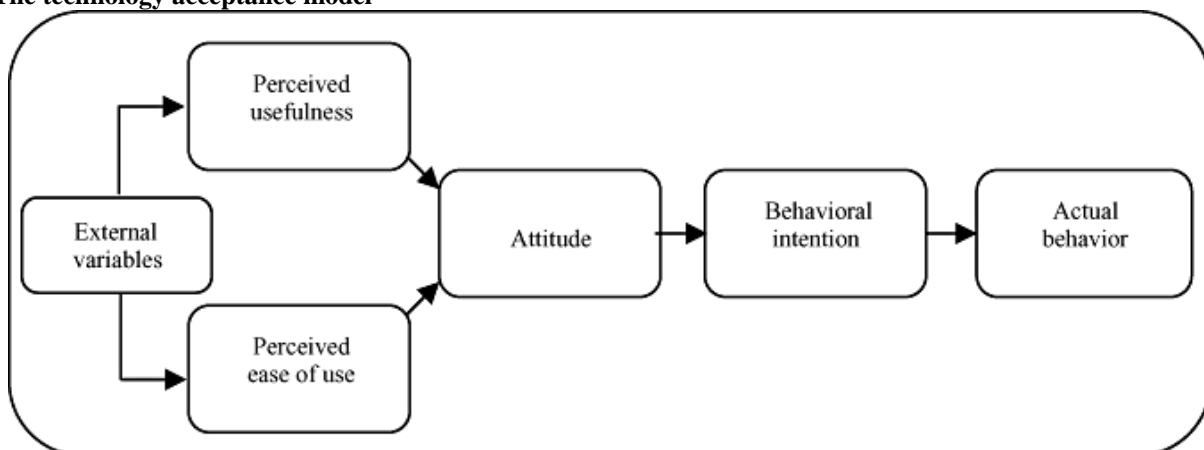 The technology acceptance model
Perceived
usefulness
External
variables
Attitude
Behavioral
intention
Actual
behavior
Perceived
ease of use